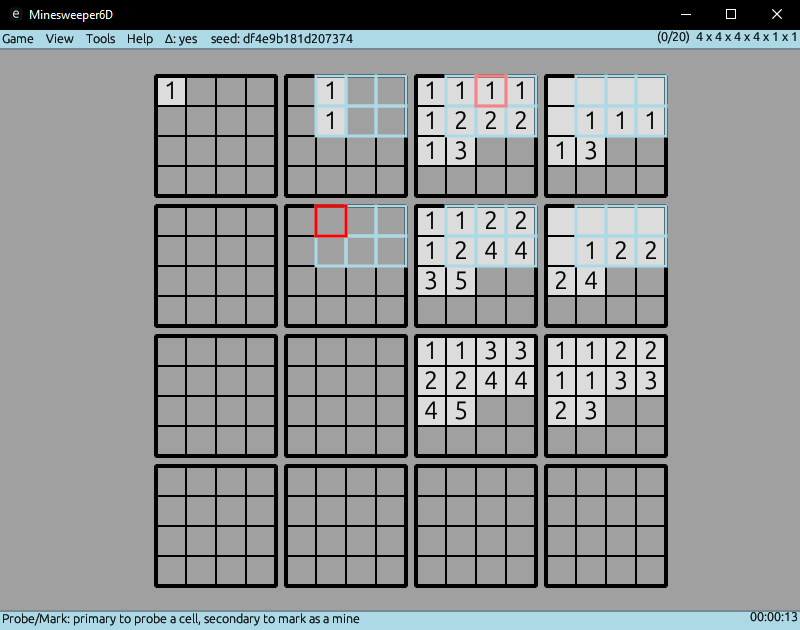 e Minesweeper6D
Game View Tools Help Δ: yes seed: df4e9b181d207374 (0/20) 4 x 4 x 4 x 4 x 1 x 1
1 1 1 1 1 1
1 1 2 2 2 1 1 1
1 3 1 3
1 1 2 2
1 2 4 4 1 2 2
3 5 2 4
1 1 3 3 1 1 2 2
2 2 4 4 1 1 3 3
4 5 2 3
Probe/Mark: primary to probe a cell, secondary to mark as a mine 00:00:13